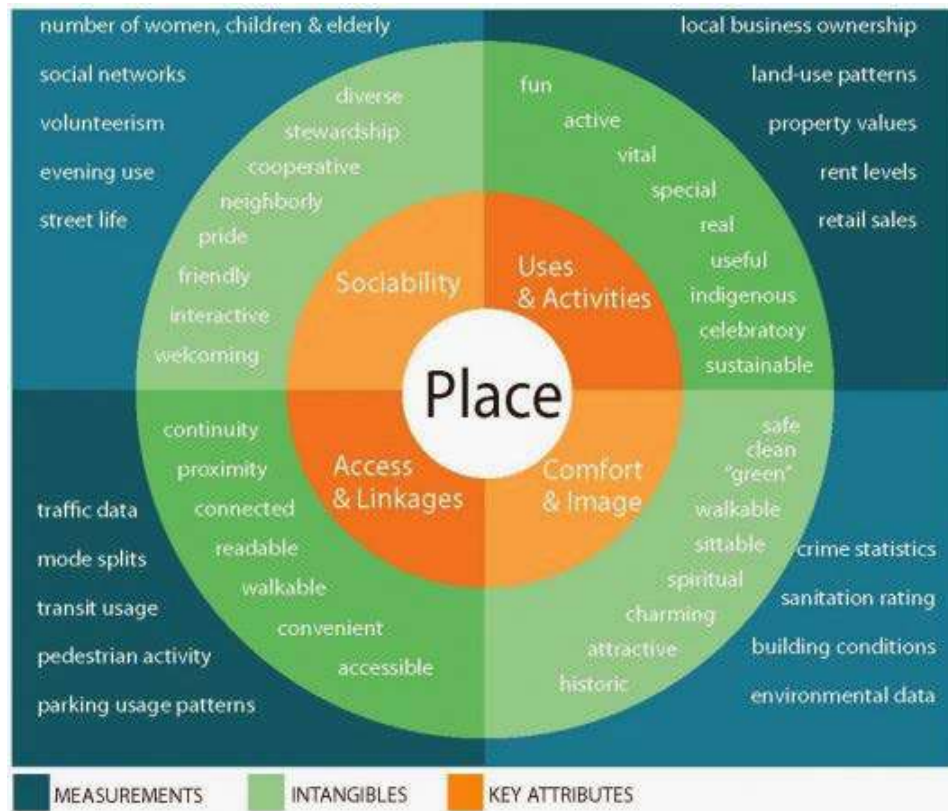 number of women, children & elderly
social networks
volunteerism
evening use
street life
diverse
stewardship
cooperative
neighborly
pride
friendly
interactive
welcoming
Sociability
local business ownership
land-use patterns
property values
rent levels
retail sales
fun
active
vital
special
real
useful
indigenous
celebratory
sustainable
Uses
& Activities
Place
continuity
proximity
connected
readable
walkable
convenient
accessible
Access
& Linkages
traffic data
mode splits
transit usage
pedestrian activity
parking usage patterns
Comfort
& Image
safe
clean
"green"
walkable
sittable
spiritual
charming
attractive
historic
crime statistics
sanitation rating
building conditions
environmental data
MEASUREMENTS
INTANGIBLES
KEY ATTRIBUTES